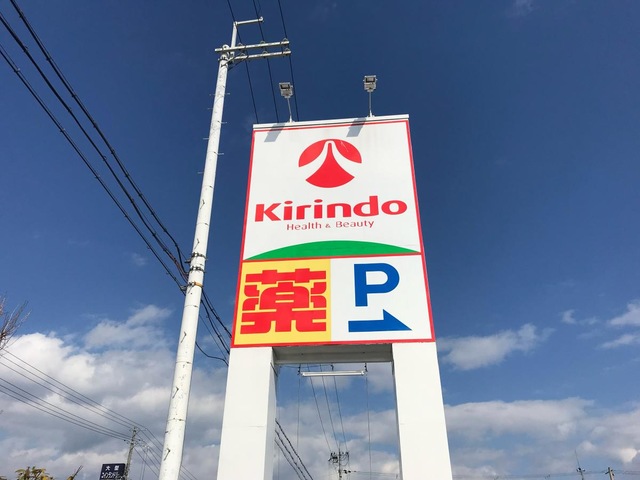 Kirindo
Health & Beauty
薬
P